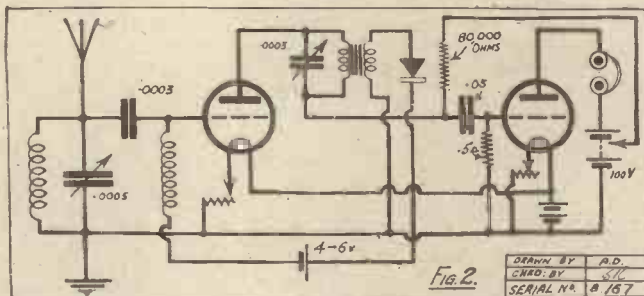 .0003
.0005
.0003
80,000
OHMS
.05
.5Ω
100V
4-6v
FIG. 2.
DRAWN BY A.D.
CHKD: BY
SERIAL No. B 167